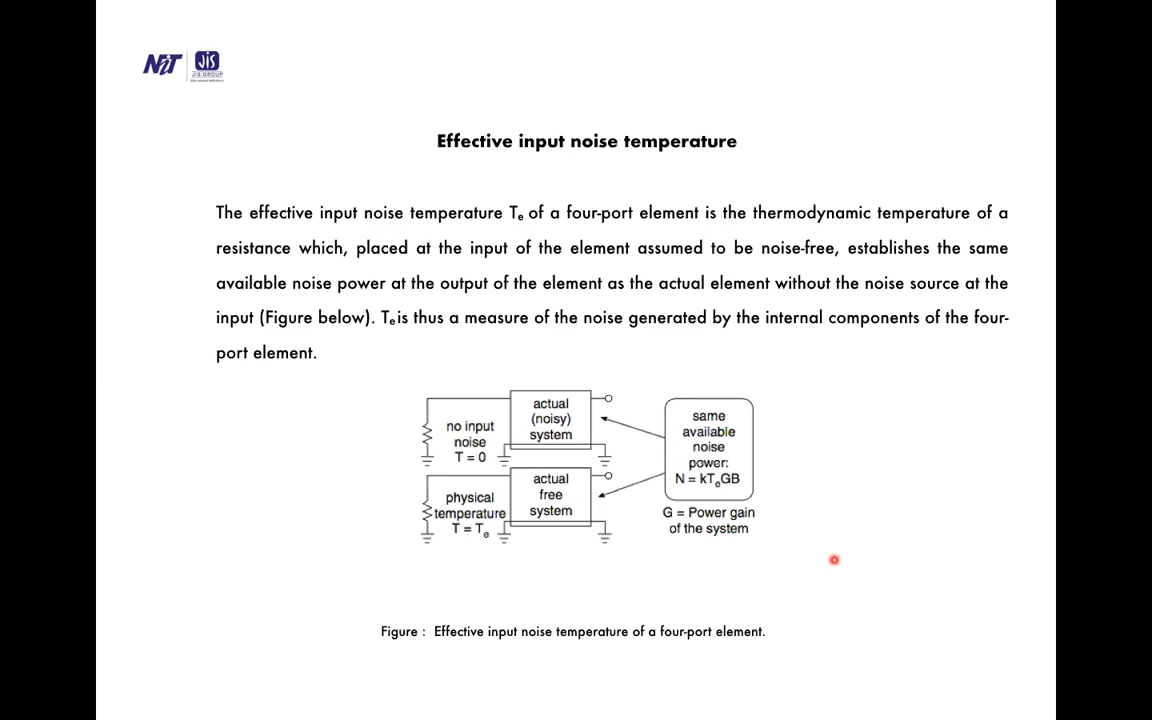 NiT JIS
JIS GROUP
Educational Initiatives
Effective input noise temperature
The effective input noise temperature Te of a four-port element is the thermodynamic temperature of a
resistance which, placed at the input of the element assumed to be noise-free, establishes the same
available noise power at the output of the element as the actual element without the noise source at the
input (Figure below). Te is thus a measure of the noise generated by the internal components of the four-
port element.
no input
noise
T = 0
actual
(noisy)
system
same
available
noise
power:
N = kTeGB
physical
temperature
T = Te
actual
free
system
G = Power gain
of the system
Figure : Effective input noise temperature of a four-port element.